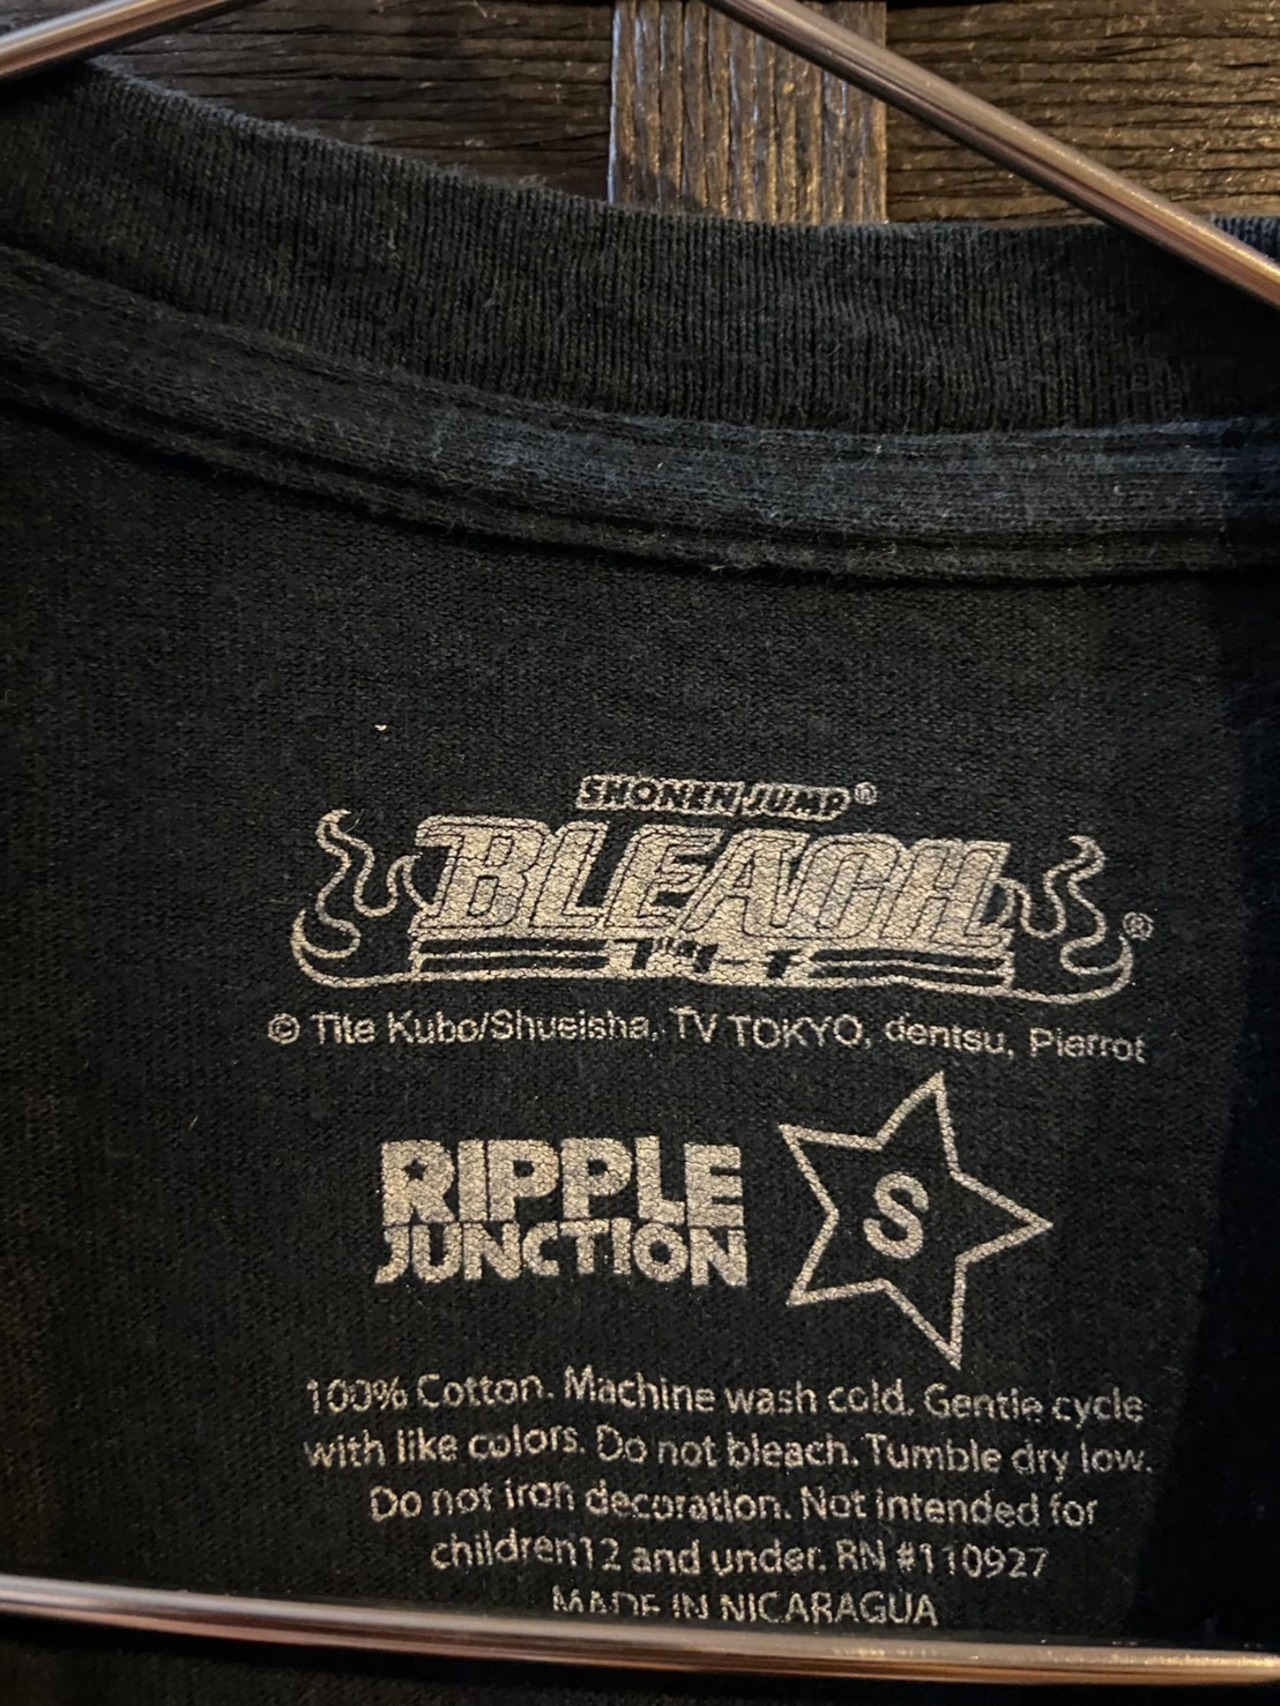 SHONEN JUMP®
BLEACH®
© Tite Kubo/Shueisha, TV TOKYO, dentsu, Pierrot
RIPPLE
JUNCTION
S
100% Cotton. Machine wash cold. Gentle cycle
with like colors. Do not bleach. Tumble dry low.
Do not iron decoration. Not intended for
children12 and under. RN #110927
MADE IN NICARAGUA